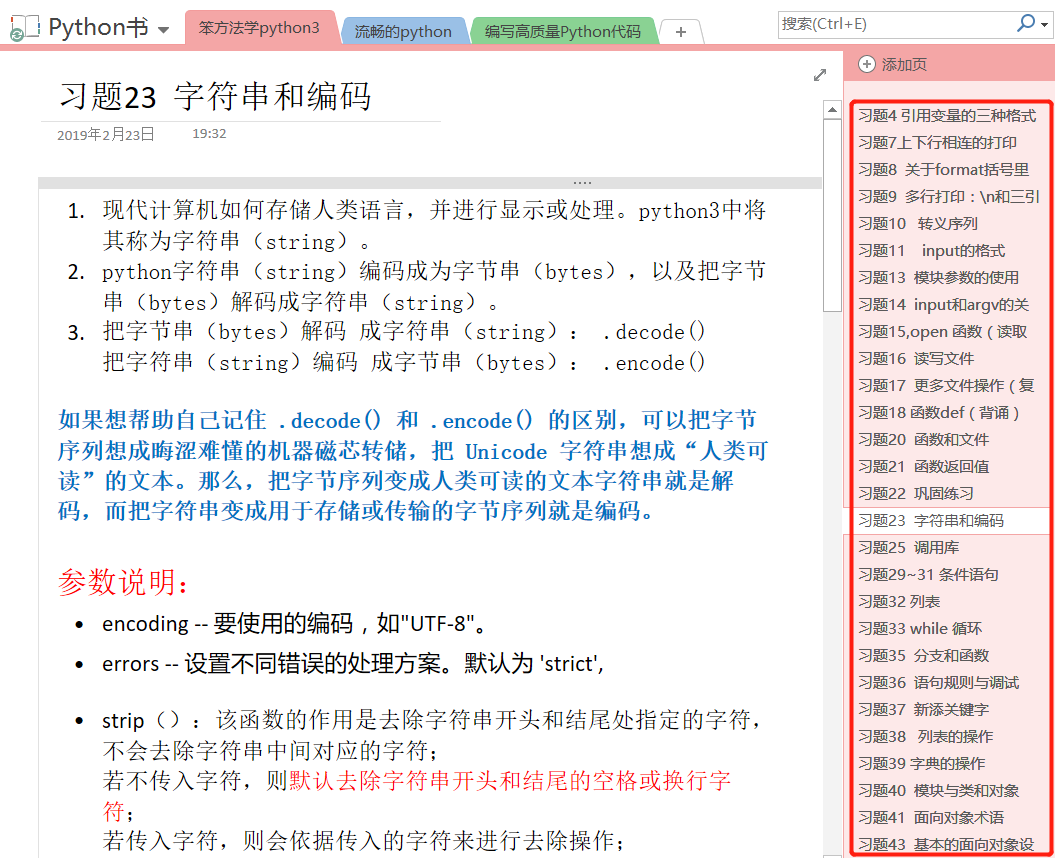 Python书
笨方法学python3
流畅的python
编写高质量Python代码
搜索(Ctrl+E)
添加页
习题23 字符串和编码
2019年2月23日 19:32
1. 现代计算机如何存储人类语言，并进行显示或处理。python3中将
其称为字符串（string）。
2. python字符串（string）编码成为字节串（bytes），以及把字节
串（bytes）解码成字符串（string）。
3. 把字节串（bytes）解码 成字符串（string）： .decode()
把字符串（string）编码 成字节串（bytes）： .encode()
如果想帮助自己记住 .decode() 和 .encode() 的区别，可以把字节
序列想成晦涩难懂的机器磁芯转储，把 Unicode 字符串想成“人类可
读”的文本。那么，把字节序列变成人类可读的文本字符串就是解
码，而把字符串变成用于存储或传输的字节序列就是编码。
参数说明：
• encoding -- 要使用的编码，如"UTF-8"。
• errors -- 设置不同错误的处理方案。默认为 'strict',
• strip（）：该函数的作用是去除字符串开头和结尾处指定的字符，
不会去除字符串中间对应的字符；
若不传入字符，则默认去除字符串开头和结尾的空格或换行字
符；
若传入字符，则会依据传入的字符来进行去除操作；
习题4 引用变量的三种格式
习题7上下行相连的打印
习题8 关于format括号里
习题9 多行打印：\n和三引
习题10 转义序列
习题11 input的格式
习题13 模块参数的使用
习题14 input和argv的关
习题15,open 函数（读取
习题16 读写文件
习题17 更多文件操作（复
习题18 函数def（背诵）
习题20 函数和文件
习题21 函数返回值
习题22 巩固练习
习题23 字符串和编码
习题25 调用库
习题29~31 条件语句
习题32 列表
习题33 while 循环
习题35 分支和函数
习题36 语句规则与调试
习题37 新添关键字
习题38 列表的操作
习题39 字典的操作
习题40 模块与类和对象
习题41 面向对象术语
习题43 基本的面向对象设